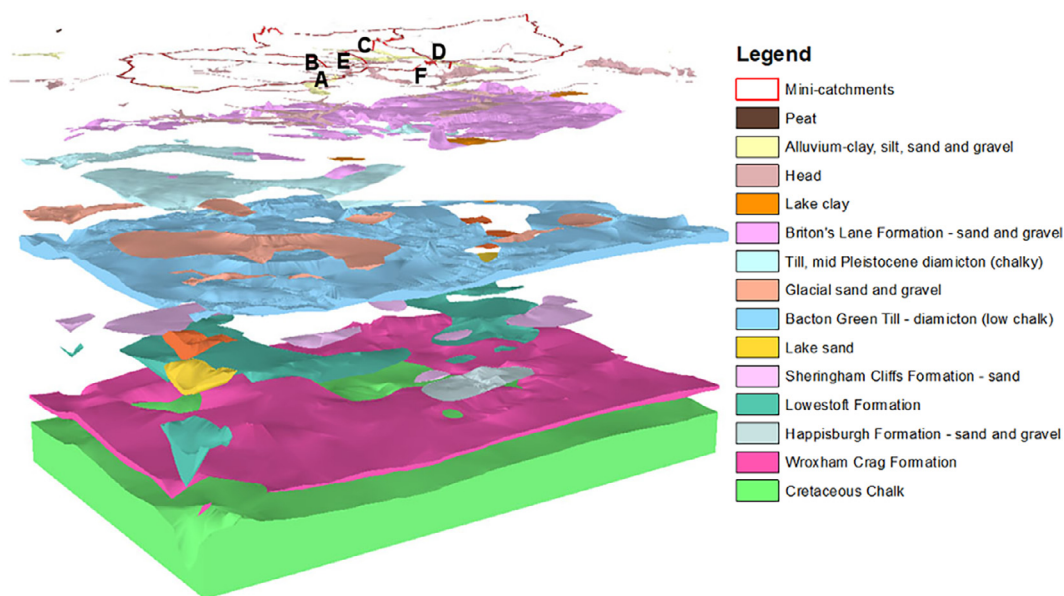 C
D
B
E
F
A
Legend
Mini-catchments
Peat
Alluvium-clay, silt, sand and gravel
Head
Lake clay
Briton's Lane Formation - sand and gravel
Till, mid Pleistocene diamicton (chalky)
Glacial sand and gravel
Bacton Green Till - diamicton (low chalk)
Lake sand
Sheringham Cliffs Formation - sand
Lowestoft Formation
Happisburgh Formation - sand and gravel
Wroxham Crag Formation
Cretaceous Chalk